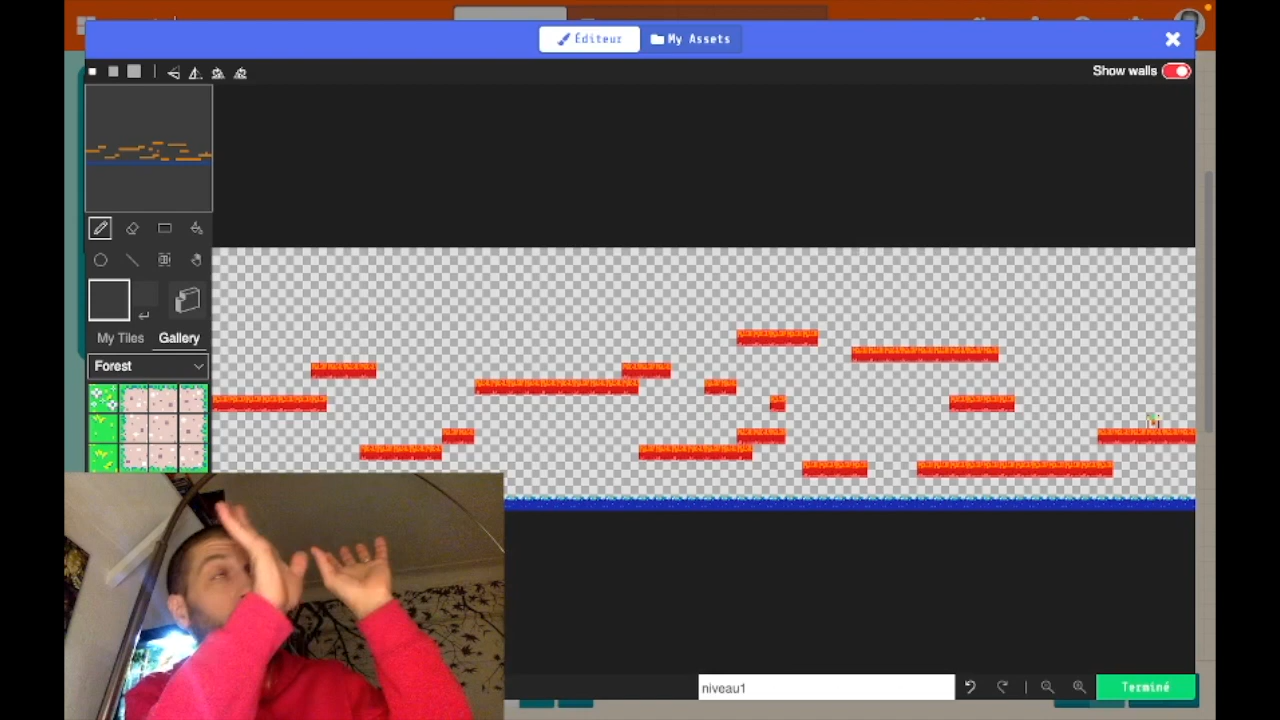 Éditeur
My Assets
Show walls
My Tiles
Gallery
Forest
niveau1
Terminé